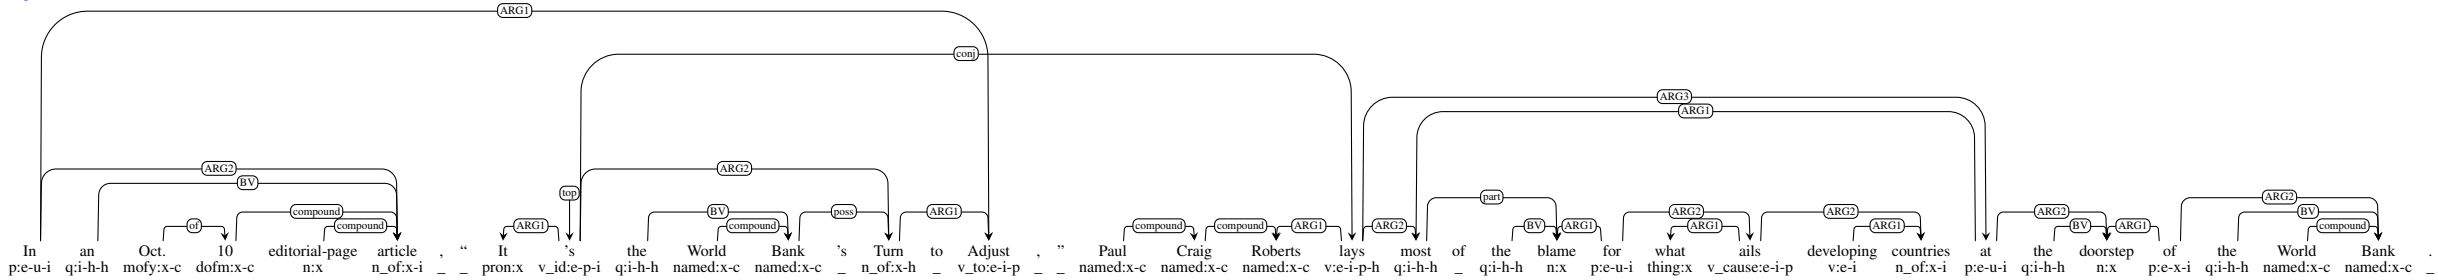 ARG1
conj
ARG3
ARG1
ARG2 ARG2
BV top
part
compound BV poss ARG1 ARG2 ARG2 ARG2 ARG2 BV
of compound ARG1 compound compound compound ARG1 ARG2 BV ARG1 ARG1 ARG1 BV ARG1 compound
In an Oct. 10 editorial-page article , “ It 's the World Bank 's Turn to Adjust , ” Paul Craig Roberts lays most of the blame for what ails developing countries at the doorstep of the World Bank .
p:e-u-i q:i-h-h mofy:x-c dofm:x-c n:x n_of:x-i _ _ pron:x v_id:e-p-i q:i-h-h named:x-c named:x-c _ n_of:x-h _ v_to:e-i-p _ _ named:x-c named:x-c named:x-c v:e-i-p-h q:i-h-h _ q:i-h-h n:x p:e-u-i thing:x v_cause:e-i-p v:e-i n_of:x-i p:e-u-i q:i-h-h n:x p:e-x-i q:i-h-h named:x-c named:x-c _